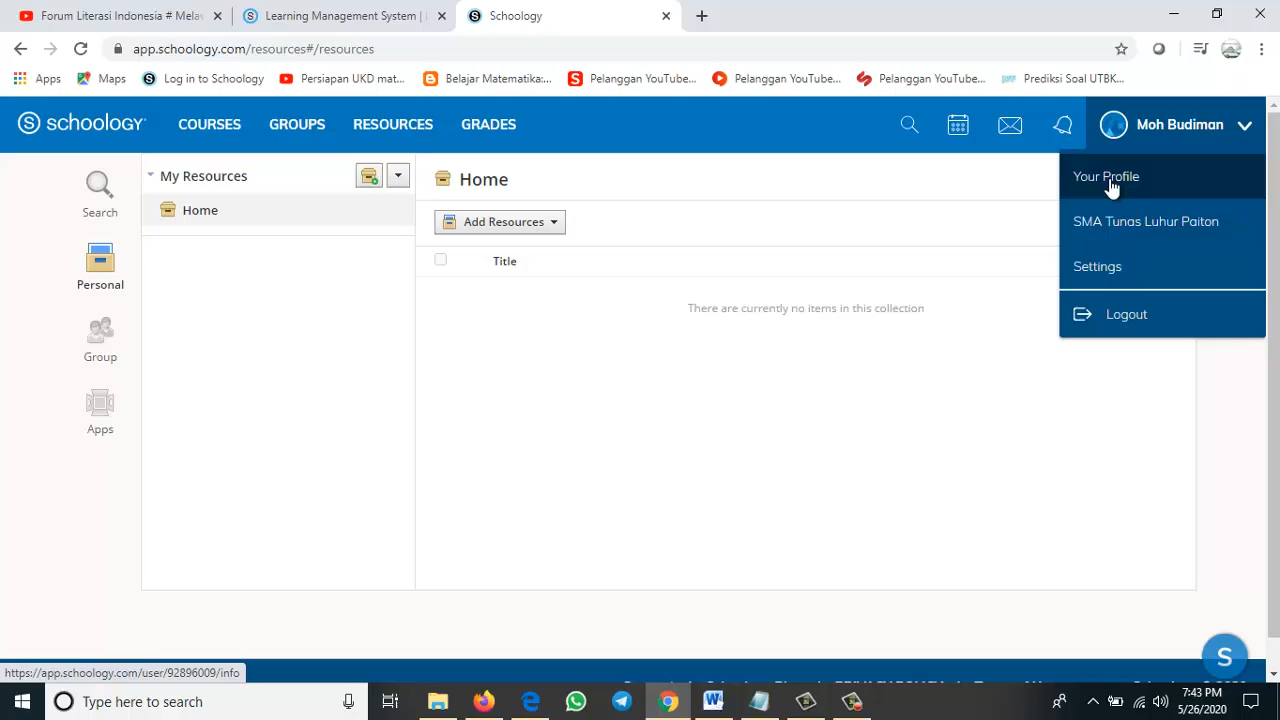 Forum Literasi Indonesia # Mela
Learning Management System |
Schoology
app.schoology.com/resources#/resources
Apps
Maps
Log in to Schoology
Persiapan UKD mat...
Belajar Matematika:...
Pelanggan YouTube...
Pelanggan YouTube...
Pelanggan YouTube...
Prediksi Soal UTBK...
S schoology
COURSES
GROUPS
RESOURCES
GRADES
Moh Budiman
Your Profile
SMA Tunas Luhur Paiton
Settings
Logout
Search
Personal
Group
Apps
My Resources
Home
Home
Add Resources
Title
There are currently no items in this collection
S
https://app.schoology.com/user/92896009/info
Type here to search
7:43 PM
5/26/2020